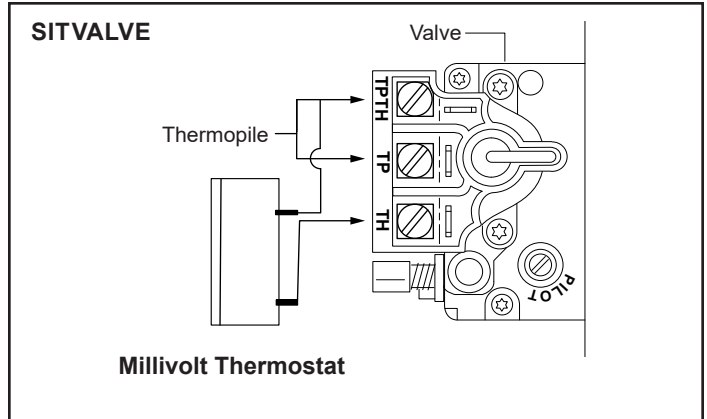 SITVALVE
Valve
TPTH
Thermopile
TP
TH
PILOT
Millivolt Thermostat